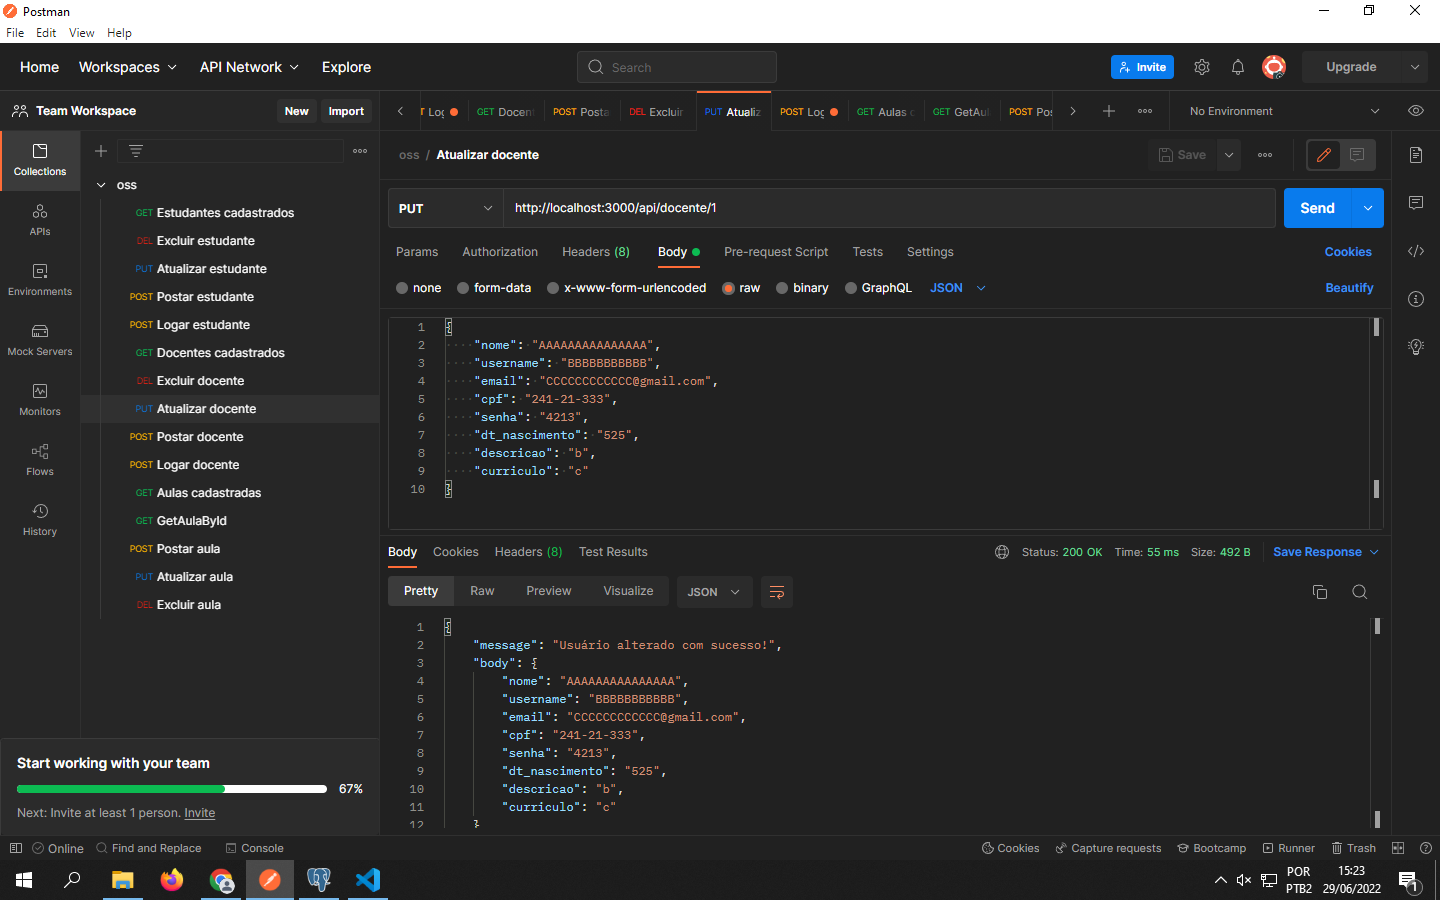 Postman
File Edit View Help
Home Workspaces API Network Explore Search Invite Upgrade
Team Workspace New Import
Log GET Docent POST Posta DEL Excluir PUT Atualiz POST Log GET Aulas GET GetAul POST Pos No Environment
oss / Atualizar docente Save
Collections
APIs
Environments
Mock Servers
Monitors
Flows
History
oss
GET Estudantes cadastrados
DEL Excluir estudante
PUT Atualizar estudante
POST Postar estudante
POST Logar estudante
GET Docentes cadastrados
DEL Excluir docente
PUT Atualizar docente
POST Postar docente
POST Logar docente
GET Aulas cadastradas
GET GetAulaById
POST Postar aula
PUT Atualizar aula
DEL Excluir aula
Start working with your team
67%
Next: Invite at least 1 person. Invite
PUT http://localhost:3000/api/docente/1 Send
Params Authorization Headers (8) Body Pre-request Script Tests Settings Cookies
none form-data x-www-form-urlencoded raw binary GraphQL JSON Beautify
1 {
2 "nome": "AAAAAAAAAAAAAAA",
3 "username": "BBBBBBBBBBB",
4 "email": "CCCCCCCCCCCC@gmail.com",
5 "cpf": "241-21-333",
6 "senha": "4213",
7 "dt_nascimento": "525",
8 "descricao": "b",
9 "curriculo": "c"
10 }
Body Cookies Headers (8) Test Results Status: 200 OK Time: 55 ms Size: 492 B Save Response
Pretty Raw Preview Visualize JSON
1 {
2 "message": "Usuário alterado com sucesso!",
3 "body": {
4 "nome": "AAAAAAAAAAAAAAA",
5 "username": "BBBBBBBBBBB",
6 "email": "CCCCCCCCCCCC@gmail.com",
7 "cpf": "241-21-333",
8 "senha": "4213",
9 "dt_nascimento": "525",
10 "descricao": "b",
11 "curriculo": "c"
12 }
Online Find and Replace Console Cookies Capture requests Bootcamp Runner Trash
POR 15:23
PTB2 29/06/2022 1